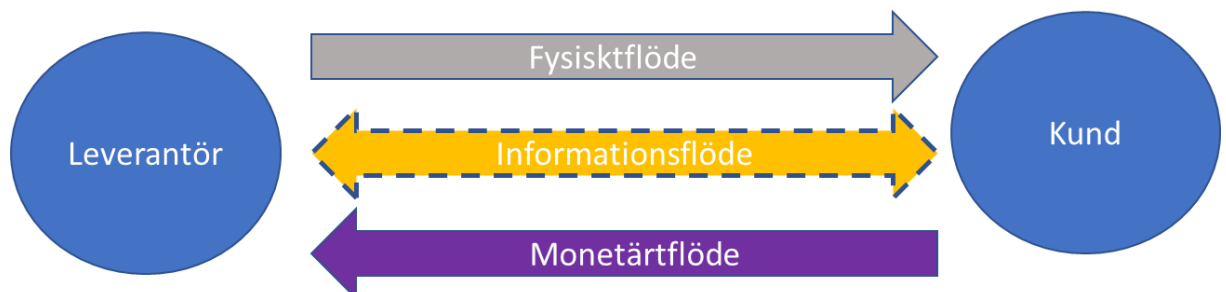 Fysisktflöde
Leverantör
Informationsflöde
Kund
Monetärtflöde